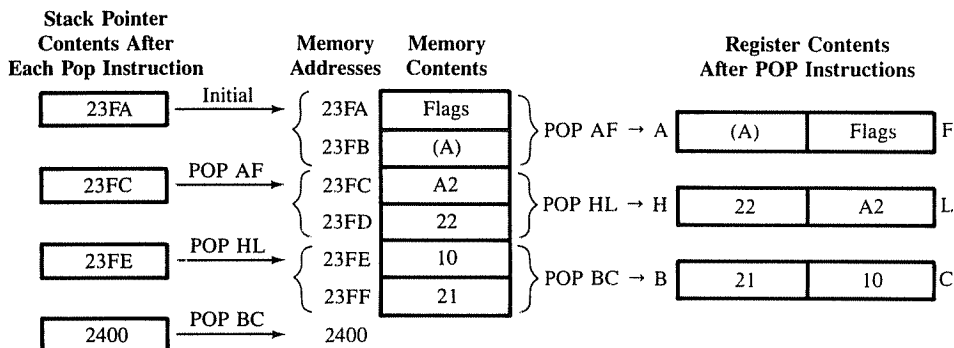 Stack Pointer
Contents After
Each Pop Instruction
Memory
Addresses
Memory
Contents
Register Contents
After POP Instructions
23FA Initial 23FA Flags
23FB (A)
POP AF → A (A) Flags F
23FC POP AF 23FC A2
23FD 22
POP HL → H 22 A2 L
23FE POP HL 23FE 10
23FF 21
POP BC → B 21 10 C
2400 POP BC 2400